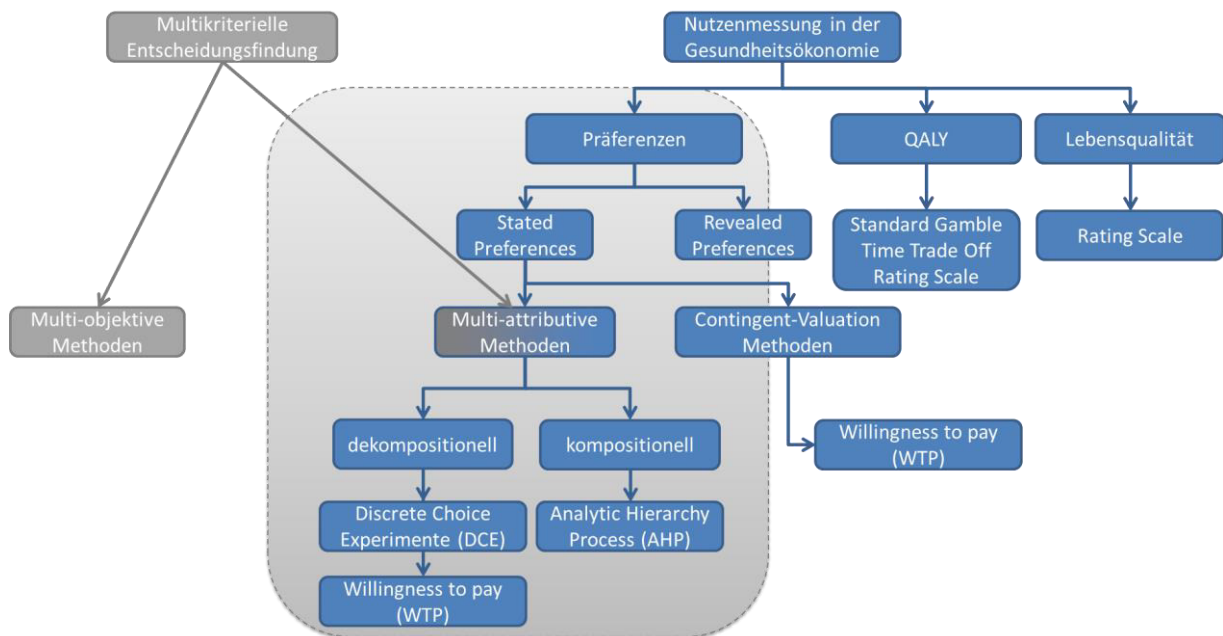 Multikriterielle
Entscheidungsfindung
Nutzenmessung in der
Gesundheitsökonomie
Präferenzen
QALY
Lebensqualität
Stated
Preferences
Revealed
Preferences
Standard Gamble
Time Trade Off
Rating Scale
Rating Scale
Multi-objektive
Methoden
Multi-attributive
Methoden
Contingent-Valuation
Methoden
dekompositionell
kompositionell
Willingness to pay
(WTP)
Discrete Choice
Experimente (DCE)
Analytic Hierarchy
Process (AHP)
Willingness to pay
(WTP)